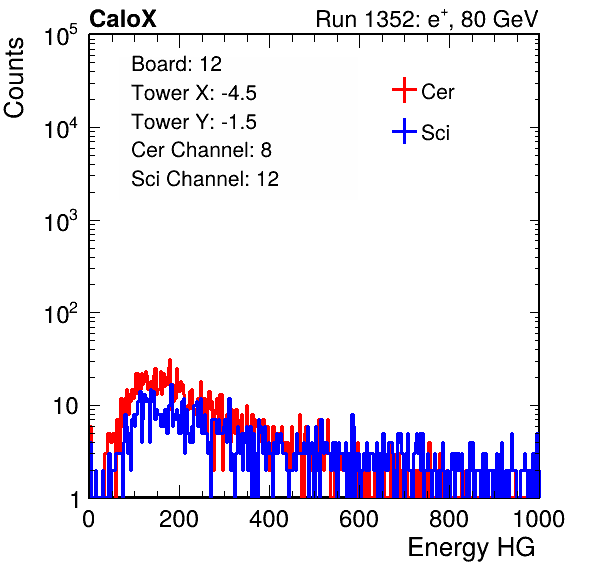 CaloX Run 1352: e⁺, 80 GeV
Counts
10⁵
10⁴
10³
10²
10
1
Board: 12
Tower X: -4.5
Tower Y: -1.5
Cer Channel: 8
Sci Channel: 12
Cer
Sci
0 200 400 600 800 1000
Energy HG